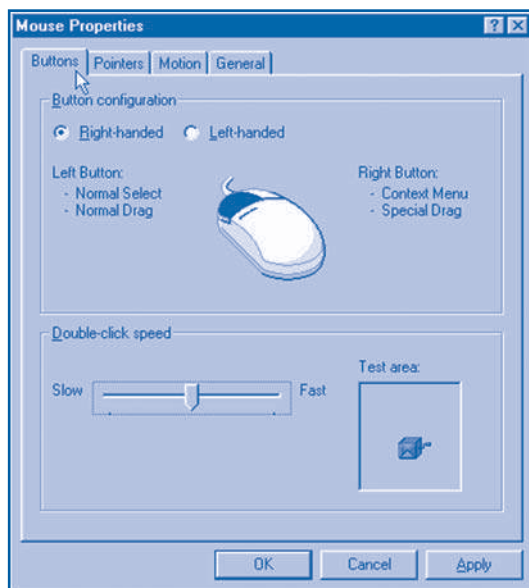 Mouse Properties
Buttons Pointers Motion General
Button configuration
Right-handed Left-handed
Left Button:
- Normal Select
- Normal Drag
Right Button:
- Context Menu
- Special Drag
Double-click speed
Slow Fast
Test area:
OK Cancel Apply